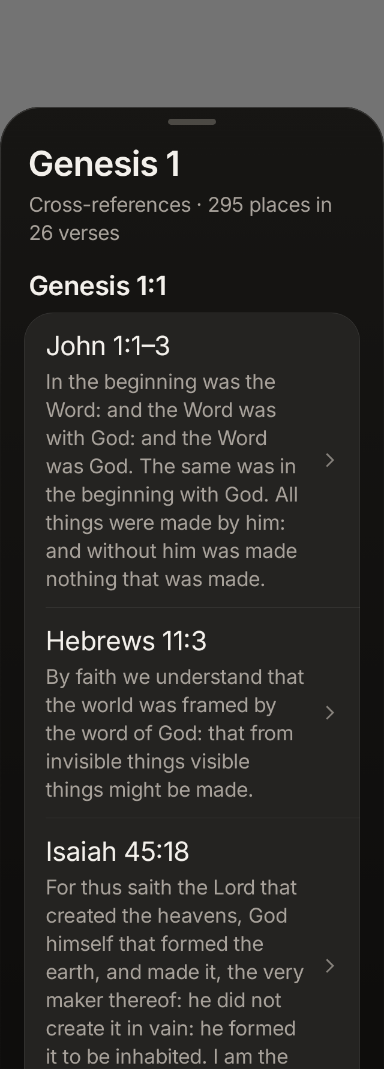 Genesis 1
Cross-references · 295 places in
26 verses
Genesis 1:1
John 1:1–3
In the beginning was the
Word: and the Word was
with God: and the Word
was God. The same was in
the beginning with God. All
things were made by him:
and without him was made
nothing that was made.
Hebrews 11:3
By faith we understand that
the world was framed by
the word of God: that from
invisible things visible
things might be made.
Isaiah 45:18
For thus saith the Lord that
created the heavens, God
himself that formed the
earth, and made it, the very
maker thereof: he did not
create it in vain: he formed
it to be inhabited. I am the